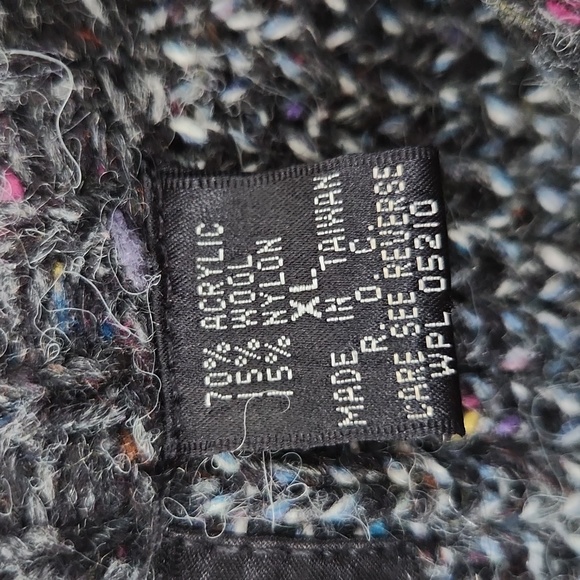 70% ACRYLIC
15% WOOL
15% NYLON
XL
MADE IN TAIWAN
R. O. C.
CARE SEE REVERSE
WPL 05210